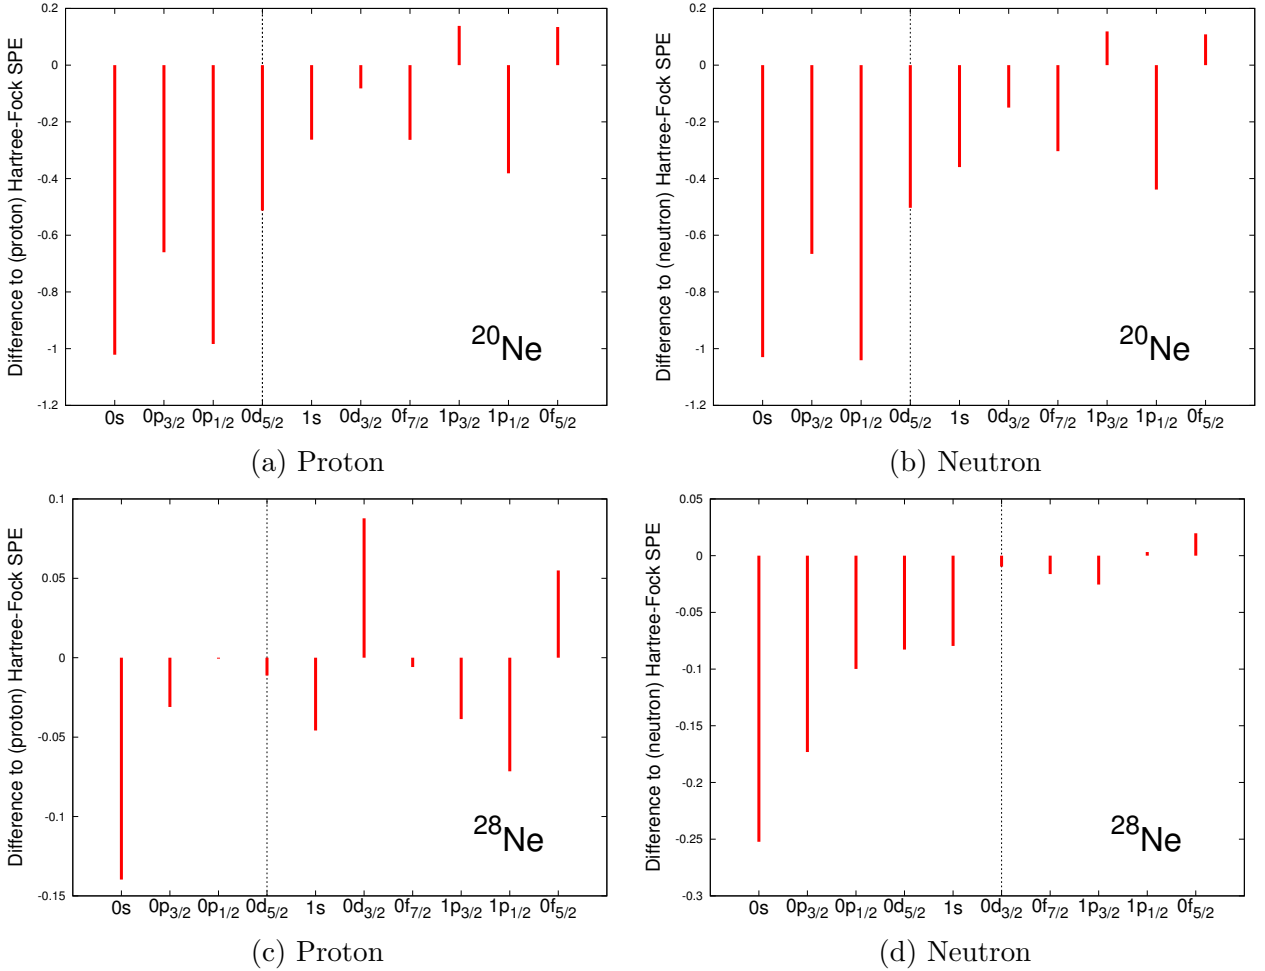 Difference to (proton) Hartree-Fock SPE
0.2
0
-0.2
-0.4
-0.6
-0.8
-1
-1.2
20Ne
0s 0p3/2 0p1/2 0d5/2 1s 0d3/2 0f7/2 1p3/2 1p1/2 0f5/2
(a) Proton
Difference to (neutron) Hartree-Fock SPE
0.2
0
-0.2
-0.4
-0.6
-0.8
-1
-1.2
20Ne
0s 0p3/2 0p1/2 0d5/2 1s 0d3/2 0f7/2 1p3/2 1p1/2 0f5/2
(b) Neutron
Difference to (proton) Hartree-Fock SPE
0.1
0.05
0
-0.05
-0.1
-0.15
28Ne
0s 0p3/2 0p1/2 0d5/2 1s 0d3/2 0f7/2 1p3/2 1p1/2 0f5/2
(c) Proton
Difference to (neutron) Hartree-Fock SPE
0.05
0
-0.05
-0.1
-0.15
-0.2
-0.25
-0.3
28Ne
0s 0p3/2 0p1/2 0d5/2 1s 0d3/2 0f7/2 1p3/2 1p1/2 0f5/2
(d) Neutron